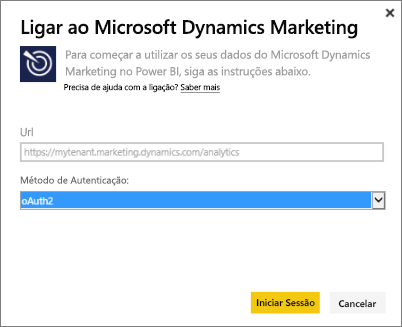 Ligar ao Microsoft Dynamics Marketing
Para começar a utilizar os seus dados do Microsoft Dynamics
Marketing no Power BI, siga as instruções abaixo.
Precisa de ajuda com a ligação? Saber mais
Url
https://mytenant.marketing.dynamics.com/analytics
Método de Autenticação:
oAuth2
Iniciar Sessão
Cancelar